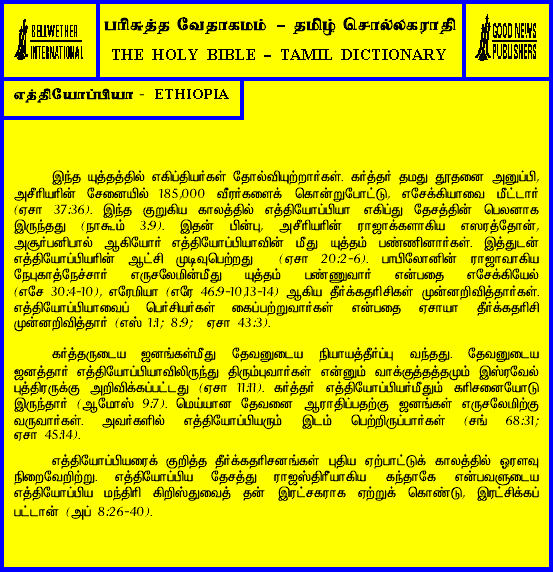 BELLWETHER
INTERNATIONAL
பரிசுத்த வேதாகமம் – தமிழ் சொல்லகராதி
THE HOLY BIBLE – TAMIL DICTIONARY
GOOD NEWS
PUBLISHERS
எத்தியோப்பியா - ETHIOPIA
இந்த யுத்தத்தில் எகிப்தியர்கள் தோல்வியுற்றார்கள். கர்த்தர் தமது தூதனை அனுப்பி,
அசீரியரின் சேனையில் 185,000 வீரர்களைக் கொன்றுபோட்டு, எசேக்கியாவை மீட்டார்
(ஏசா 37:36). இந்த குறுகிய காலத்தில் எத்தியோப்பியா எகிப்து தேசத்தின் பெலனாக
இருந்தது (நாகூம் 3:9). இதன் பின்பு, அசீரியரின் ராஜாக்களாகிய எஸரத்தோன்,
அசூர்பனிபால் ஆகியோர் எத்தியோப்பியாவின் மீது யுத்தம் பண்ணினார்கள். இத்துடன்
எத்தியோப்பியரின் ஆட்சி முடிவுபெற்றது (ஏசா 20:2-6). பாபிலோனின் ராஜாவாகிய
நேபுகாத்நேச்சார் எருசலேமின்மீது யுத்தம் பண்ணுவார் என்பதை எசேக்கியேல்
(எசே 30:4-10), எரேமியா (எரே 46:9-10,13-14) ஆகிய தீர்க்கதரிசிகள் முன்னறிவித்தார்கள்.
எத்தியோப்பியாவைப் பெர்சியர்கள் கைப்பற்றுவார்கள் என்பதை ஏசாயா தீர்க்கதரிசி
முன்னறிவித்தார் (எஸ் 1:1; 8:9; ஏசா 43:3).
கர்த்தருடைய ஜனங்கள்மீது தேவனுடைய நியாயத்தீர்ப்பு வந்தது. தேவனுடைய
ஜனத்தார் எத்தியோப்பியாவிலிருந்து திரும்புவார்கள் என்னும் வாக்குத்தத்தமும் இஸ்ரவேல்
புத்திரருக்கு அறிவிக்கப்பட்டது (ஏசா 11:11). கர்த்தர் எத்தியோப்பியர்மீதும் கரிசனையோடு
இருந்தார் (ஆமோஸ் 9:7). மெய்யான தேவனை ஆராதிப்பதற்கு ஜனங்கள் எருசலேமிற்கு
வருவார்கள். அவர்களில் எத்தியோப்பியரும் இடம் பெற்றிருப்பார்கள் (சங் 68:31;
ஏசா 45:14).
எத்தியோப்பியரைக் குறித்த தீர்க்கதரிசனங்கள் புதிய ஏற்பாட்டுக் காலத்தில் ஓரளவு
நிறைவேறிற்று. எத்தியோப்பிய தேசத்து ராஜஸ்திரீயாகிய கந்தாகே என்பவளுடைய
எத்தியோப்பிய மந்திரி கிறிஸ்துவைத் தன் இரட்சகராக ஏற்றுக் கொண்டு, இரட்சிக்கப்
பட்டான் (அப் 8:26-40).